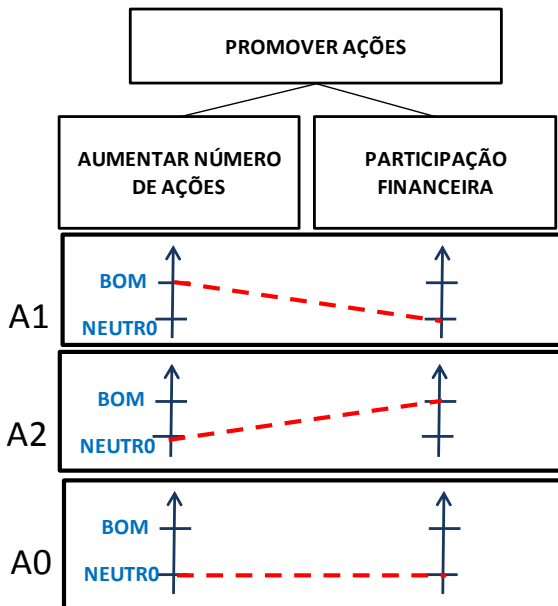 PROMOVER AÇÕES
AUMENTAR NÚMERO
DE AÇÕES
PARTICIPAÇÃO
FINANCEIRA
A1
BOM
NEUTR0
A2
BOM
NEUTR0
A0
BOM
NEUTR0